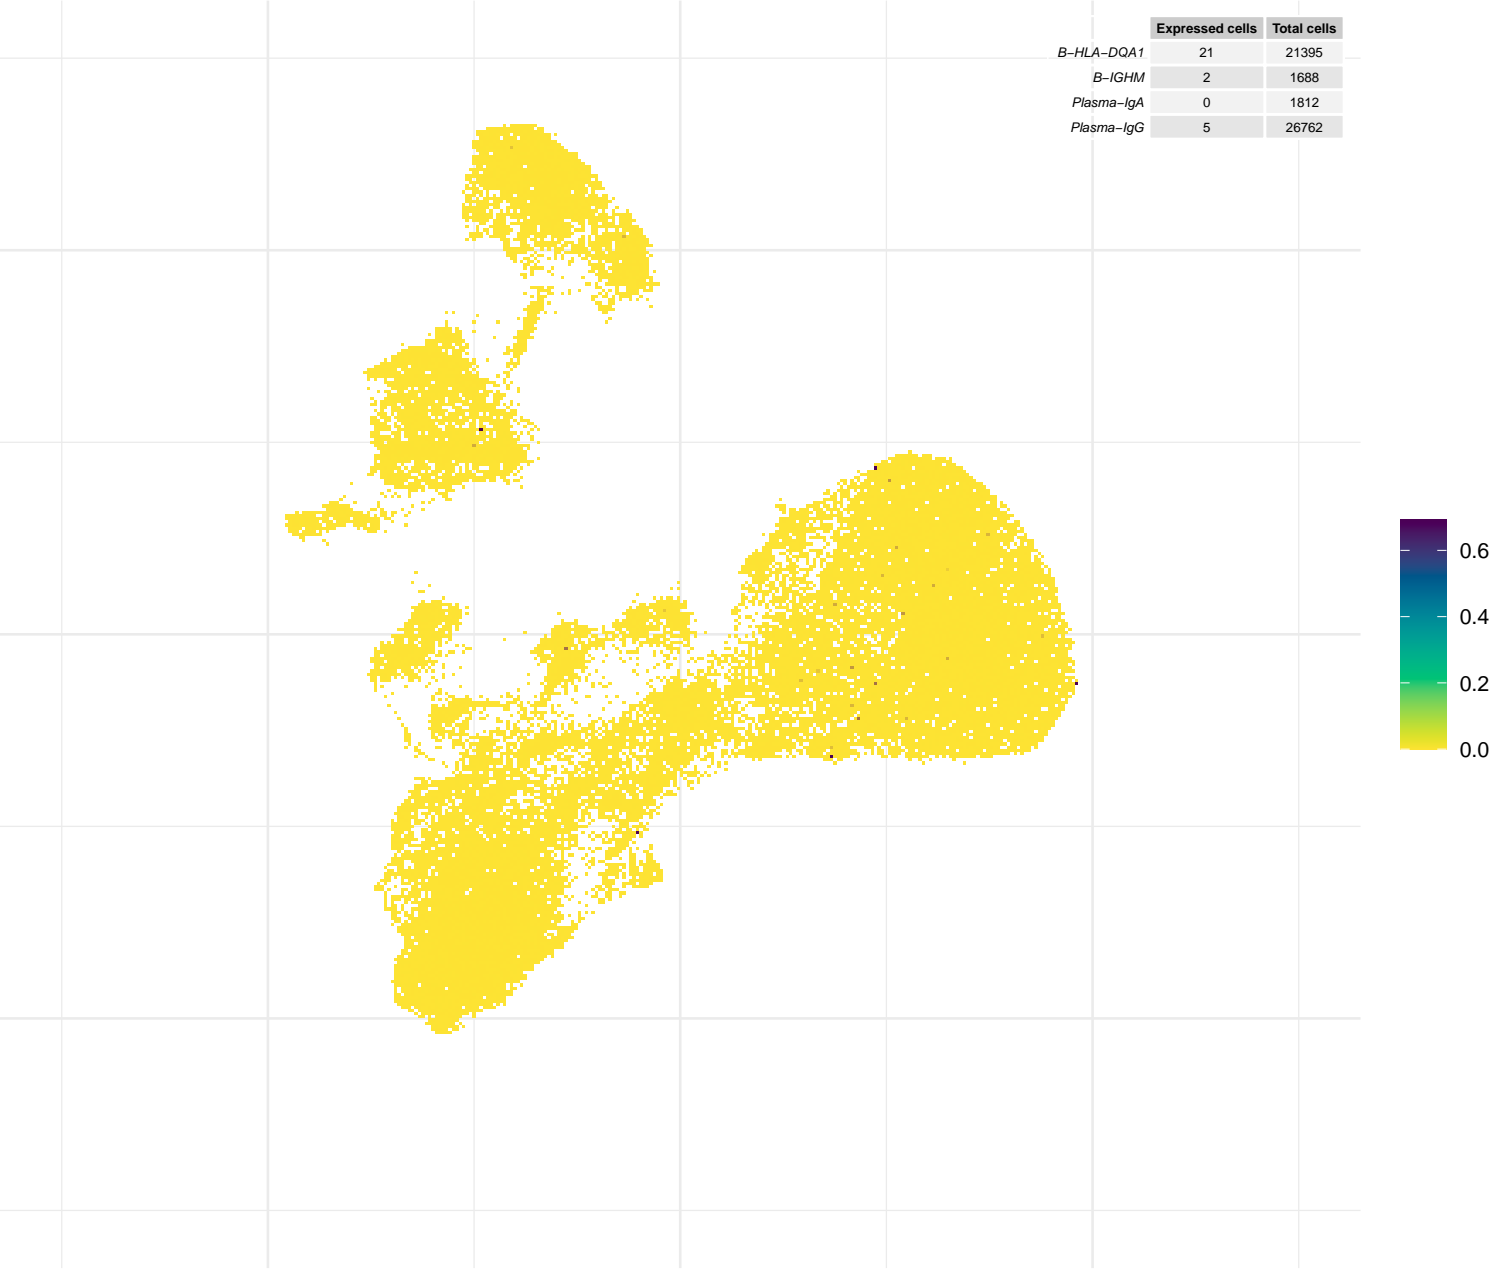 Expressed cells Total cells
B−HLA−DQA1 21 21395
B−IGHM 2 1688
Plasma−IgA 0 1812
Plasma−IgG 5 26762
0.6
0.4
0.2
0.0